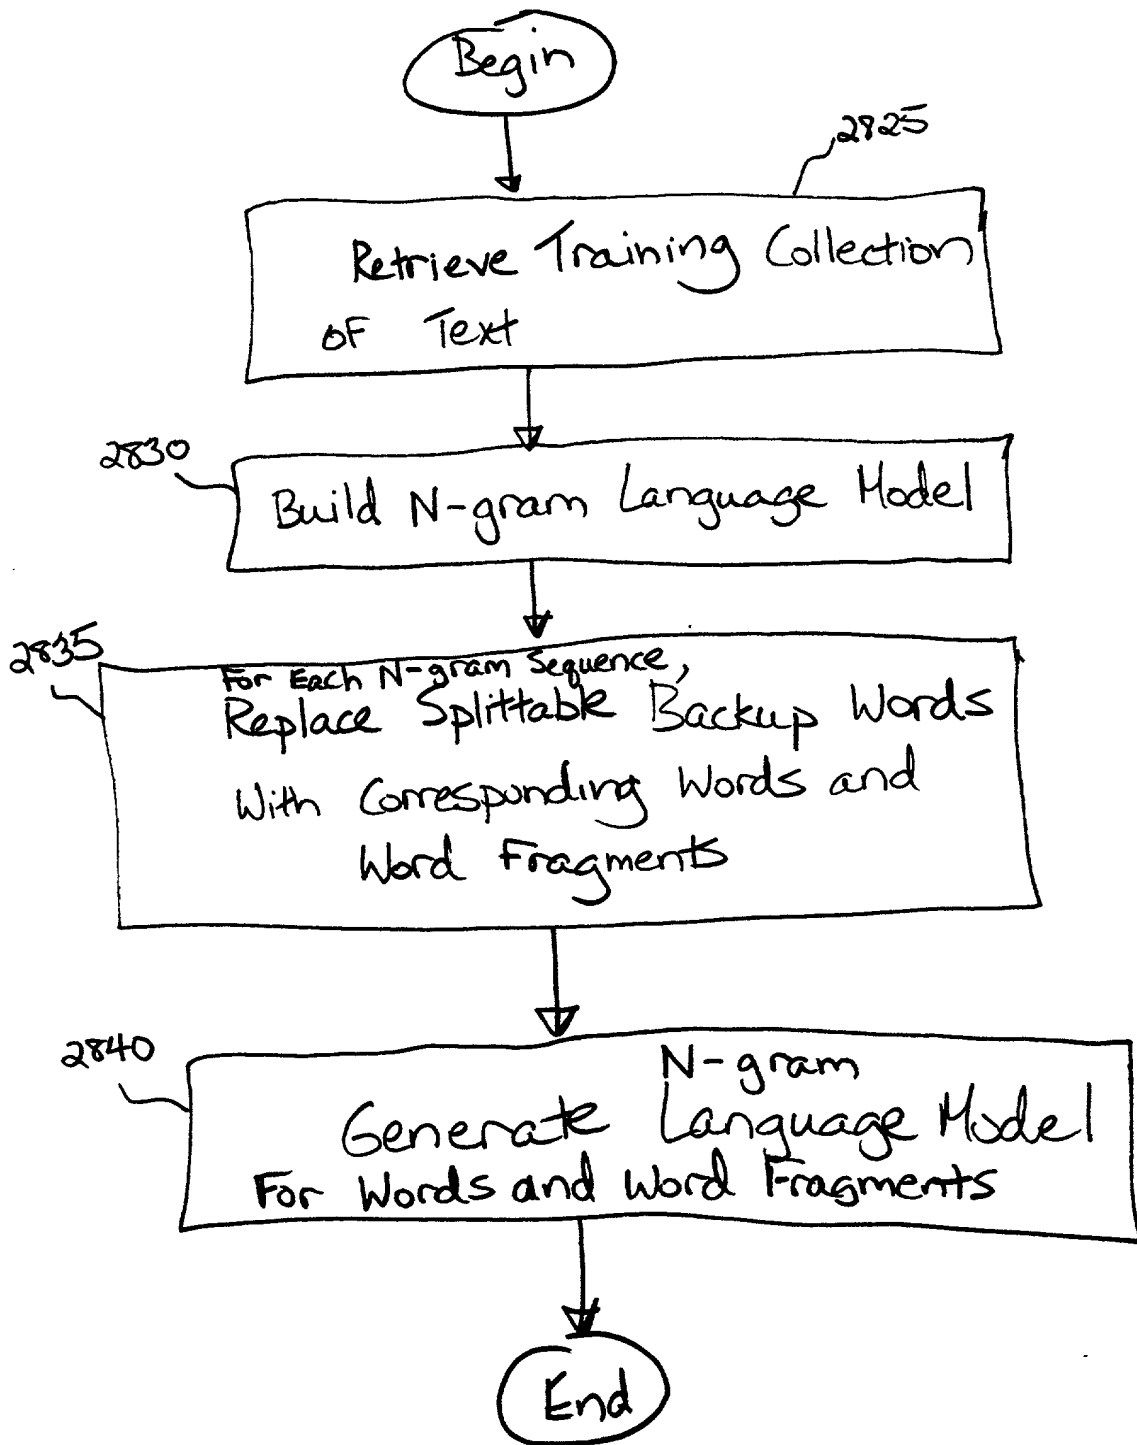 Begin
2825
Retrieve Training Collection
of Text
2830
Build N-gram Language Model
2835
For Each N-gram Sequence,
Replace Splittable Backup Words
With Corresponding Words and
Word Fragments
2840
N-gram
Generate Language Model
For Words and Word Fragments
End